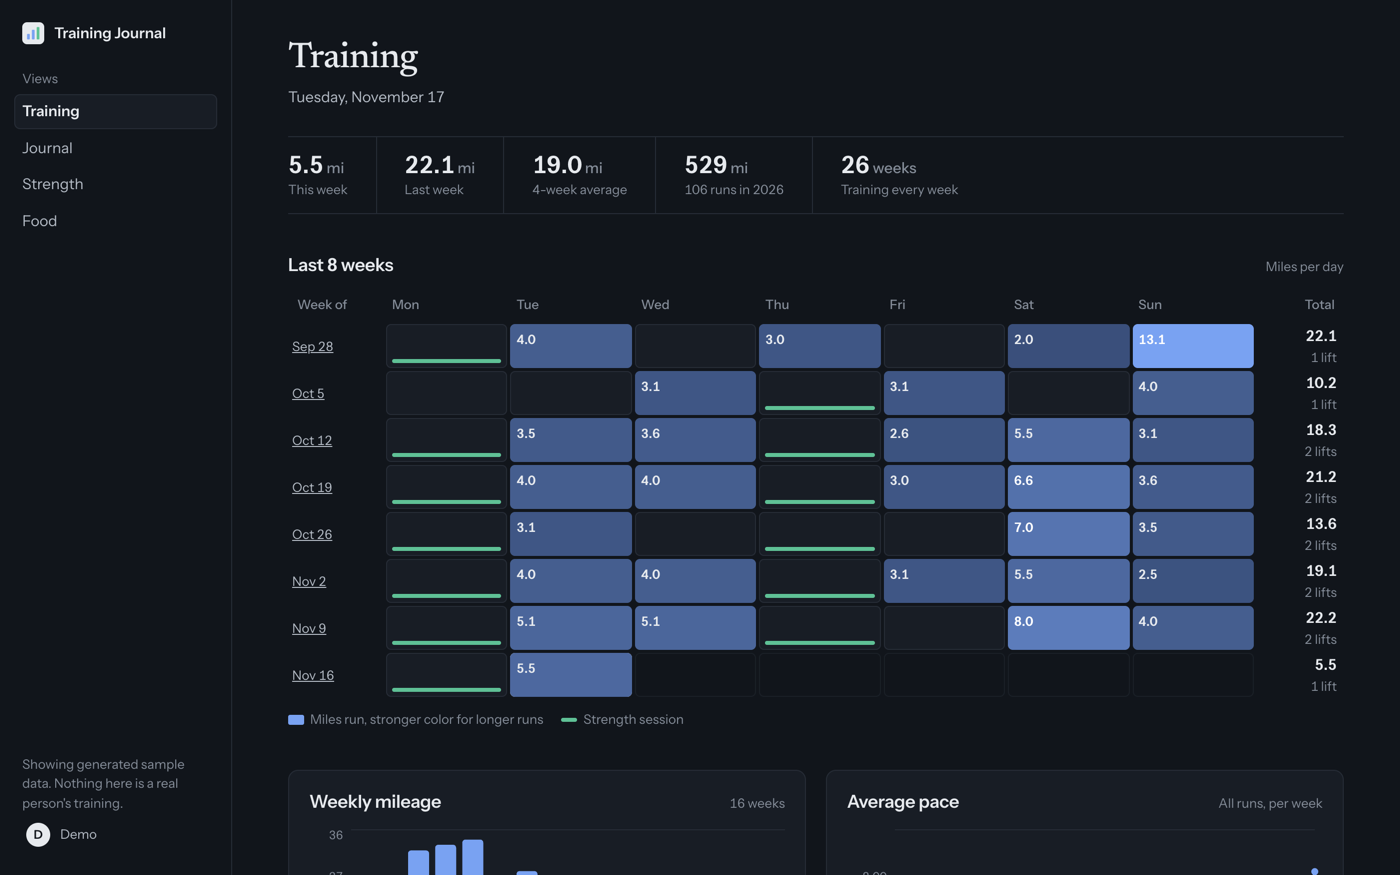 Training Journal
Views
Training
Journal
Strength
Food
Showing generated sample
data. Nothing here is a real
person's training.
D Demo
Training
Tuesday, November 17
5.5 mi 22.1 mi 19.0 mi 529 mi 26 weeks
This week Last week 4-week average 106 runs in 2026 Training every week
Last 8 weeks Miles per day
Week of Mon Tue Wed Thu Fri Sat Sun Total
Sep 28 4.0 3.0 2.0 13.1 22.1
1 lift
Oct 5 3.1 3.1 4.0 10.2
1 lift
Oct 12 3.5 3.6 2.6 5.5 3.1 18.3
2 lifts
Oct 19 4.0 4.0 3.0 6.6 3.6 21.2
2 lifts
Oct 26 3.1 7.0 3.5 13.6
2 lifts
Nov 2 4.0 4.0 3.1 5.5 2.5 19.1
2 lifts
Nov 9 5.1 5.1 8.0 4.0 22.2
2 lifts
Nov 16 5.5 5.5
1 lift
Miles run, stronger color for longer runs Strength session
Weekly mileage 16 weeks
36
Average pace All runs, per week